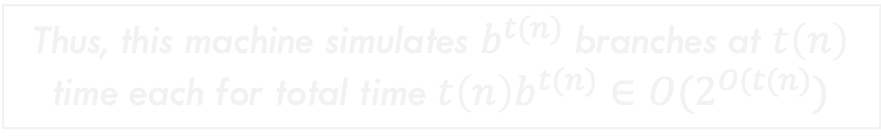 Thus, this machine simulates b^{t(n)} branches at t(n)
time each for total time t(n)b^{t(n)} ∈ O(2^{O(t(n)})